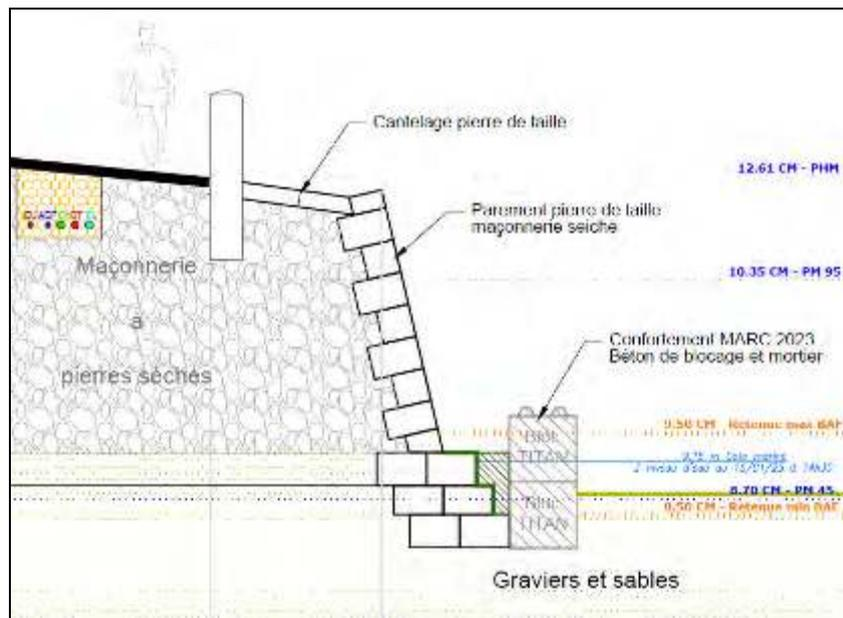 Cantelage pierre de taille
12.61 CM - PHM
Parement pierre de taille
maçonnerie seiche
Maçonnerie
a
pierres sèches
10.35 CM - PM 95
Confortement MARC 2023
Béton de blocage et mortier
9.50 CM - Retenue max BAF
Bloc
TITAN
8.70 CM - PM 45
8.50 CM - Retenue min BAF
Bloc
TITAN
Graviers et sables